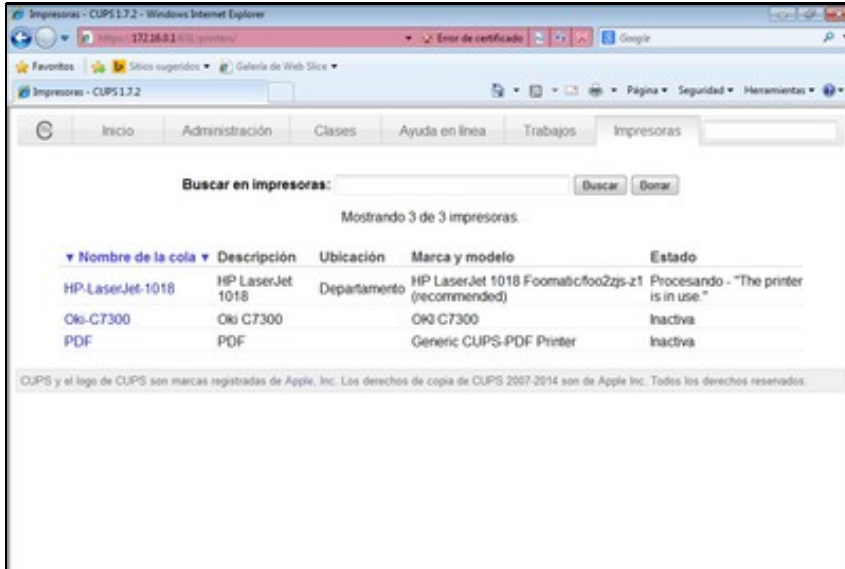 Impresoras - CUPS 1.7.2 - Windows Internet Explorer
https://172.16.0.1:631/printers/ Error de certificado Google
Favoritos Sitios sugeridos Galería de Web Slice
Impresoras - CUPS 1.7.2 Página Seguridad Herramientas
Inicio Administración Clases Ayuda en línea Trabajos Impresoras
Buscar en impresoras: Buscar Borrar
Mostrando 3 de 3 impresoras.
▼ Nombre de la cola ▼ Descripción Ubicación Marca y modelo Estado
HP-LaserJet-1018 HP LaserJet 1018 Departamento HP LaserJet 1018 Foomatic/foo2zjs-z1 (recommended) Procesando - "The printer is in use."
Oki-C7300 Oki C7300 OKI C7300 Inactiva
PDF PDF Generic CUPS-PDF Printer Inactiva
CUPS y el logo de CUPS son marcas registradas de Apple, Inc. Los derechos de copia de CUPS 2007-2014 son de Apple Inc. Todos los derechos reservados.